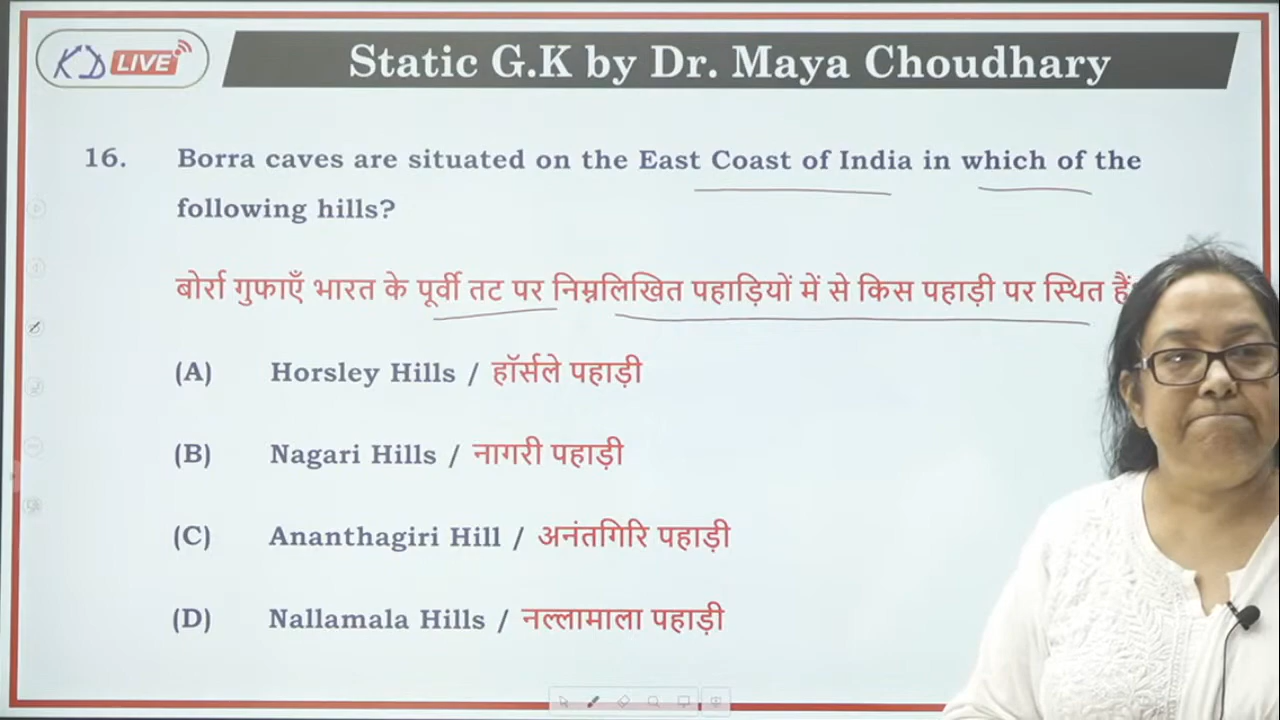 KD LIVE
Static G.K by Dr. Maya Choudhary
16. Borra caves are situated on the East Coast of India in which of the
following hills?
बोर्रा गुफाएँ भारत के पूर्वी तट पर निम्नलिखित पहाड़ियों में से किस पहाड़ी पर स्थित हैं
(A) Horsley Hills / हॉर्सले पहाड़ी
(B) Nagari Hills / नागरी पहाड़ी
(C) Ananthagiri Hill / अनंतगिरि पहाड़ी
(D) Nallamala Hills / नल्लामाला पहाड़ी